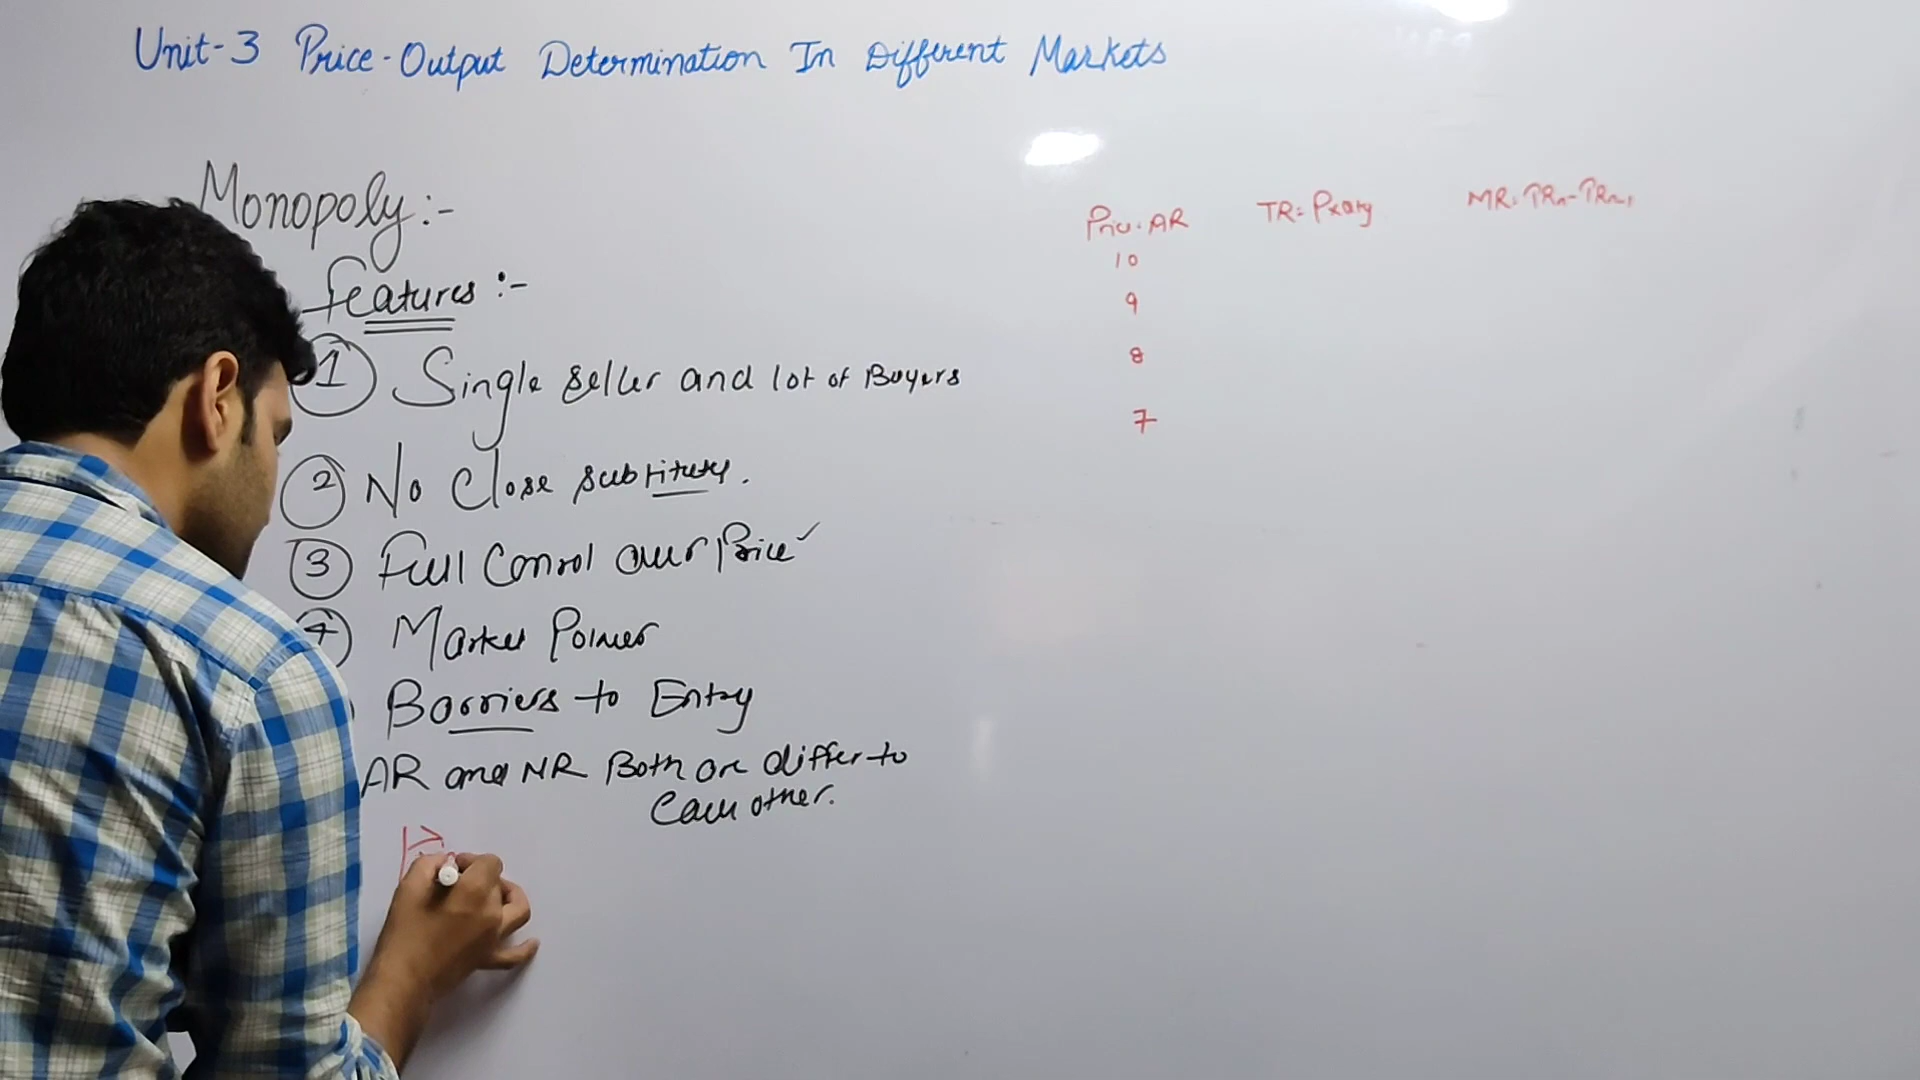 Unit-3 Price-Output Determination In Different Markets
Monopoly:-
features:-
1 Single seller and lot of Buyers
2 No Close substitutes.
3 Full Control over Price
4 Market Power
Barriers to Entry
AR and MR Both are differ to
Each other.
Price=AR TR=Pxqty MR=TRn-TRn-1
10
9
8
7